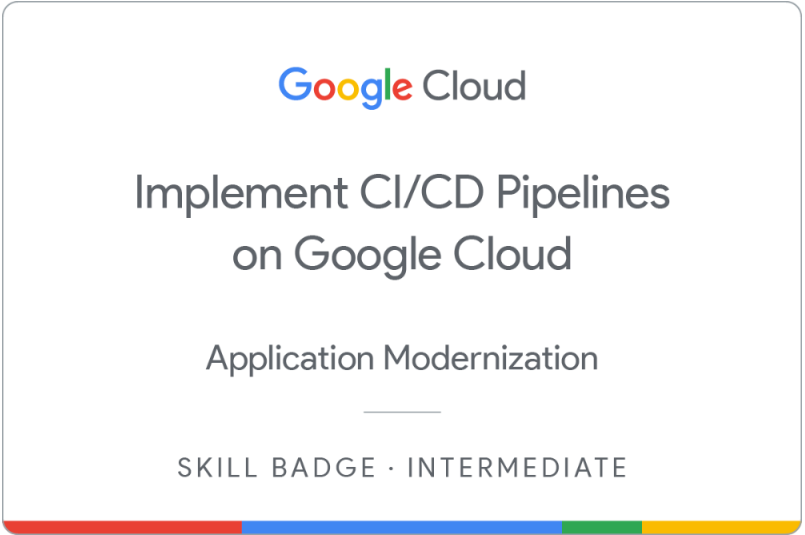 Google Cloud
Implement CI/CD Pipelines
on Google Cloud
Application Modernization
SKILL BADGE · INTERMEDIATE